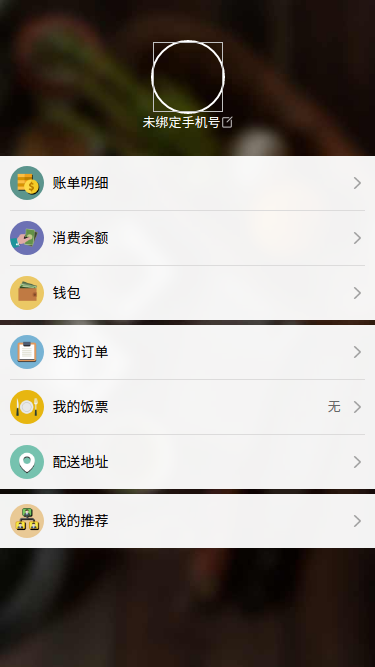 未绑定手机号
账单明细
消费余额
钱包
我的订单
我的饭票 无
配送地址
我的推荐